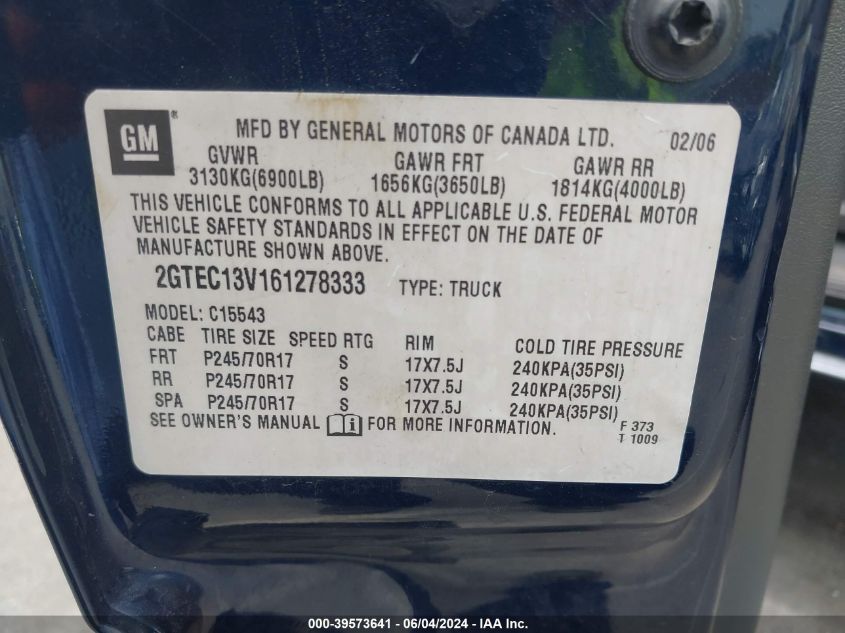 GM ® MFD BY GENERAL MOTORS OF CANADA LTD. 02/06
GVWR GAWR FRT GAWR RR
3130KG(6900LB) 1656KG(3650LB) 1814KG(4000LB)
THIS VEHICLE CONFORMS TO ALL APPLICABLE U.S. FEDERAL MOTOR
VEHICLE SAFETY STANDARDS IN EFFECT ON THE DATE OF
MANUFACTURE SHOWN ABOVE.
2GTEC13V161278333 TYPE: TRUCK
MODEL: C15543
CABE TIRE SIZE SPEED RTG RIM COLD TIRE PRESSURE
FRT P245/70R17 S 17X7.5J 240KPA(35PSI)
RR P245/70R17 S 17X7.5J 240KPA(35PSI)
SPA P245/70R17 S 17X7.5J 240KPA(35PSI)
SEE OWNER'S MANUAL FOR MORE INFORMATION. F 373
T 1009
000-39573641 - 06/04/2024 - IAAI - Copart - IAA, Inc.